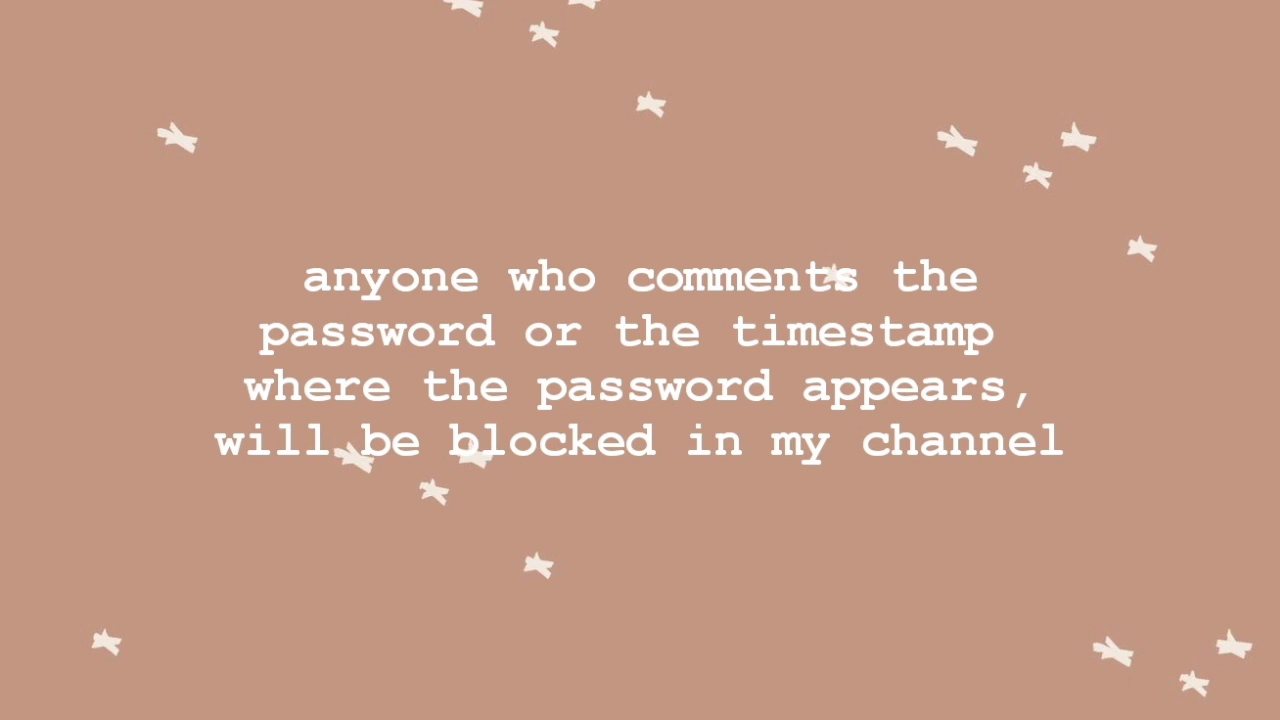 anyone who comments the
password or the timestamp
where the password appears,
will be blocked in my channel